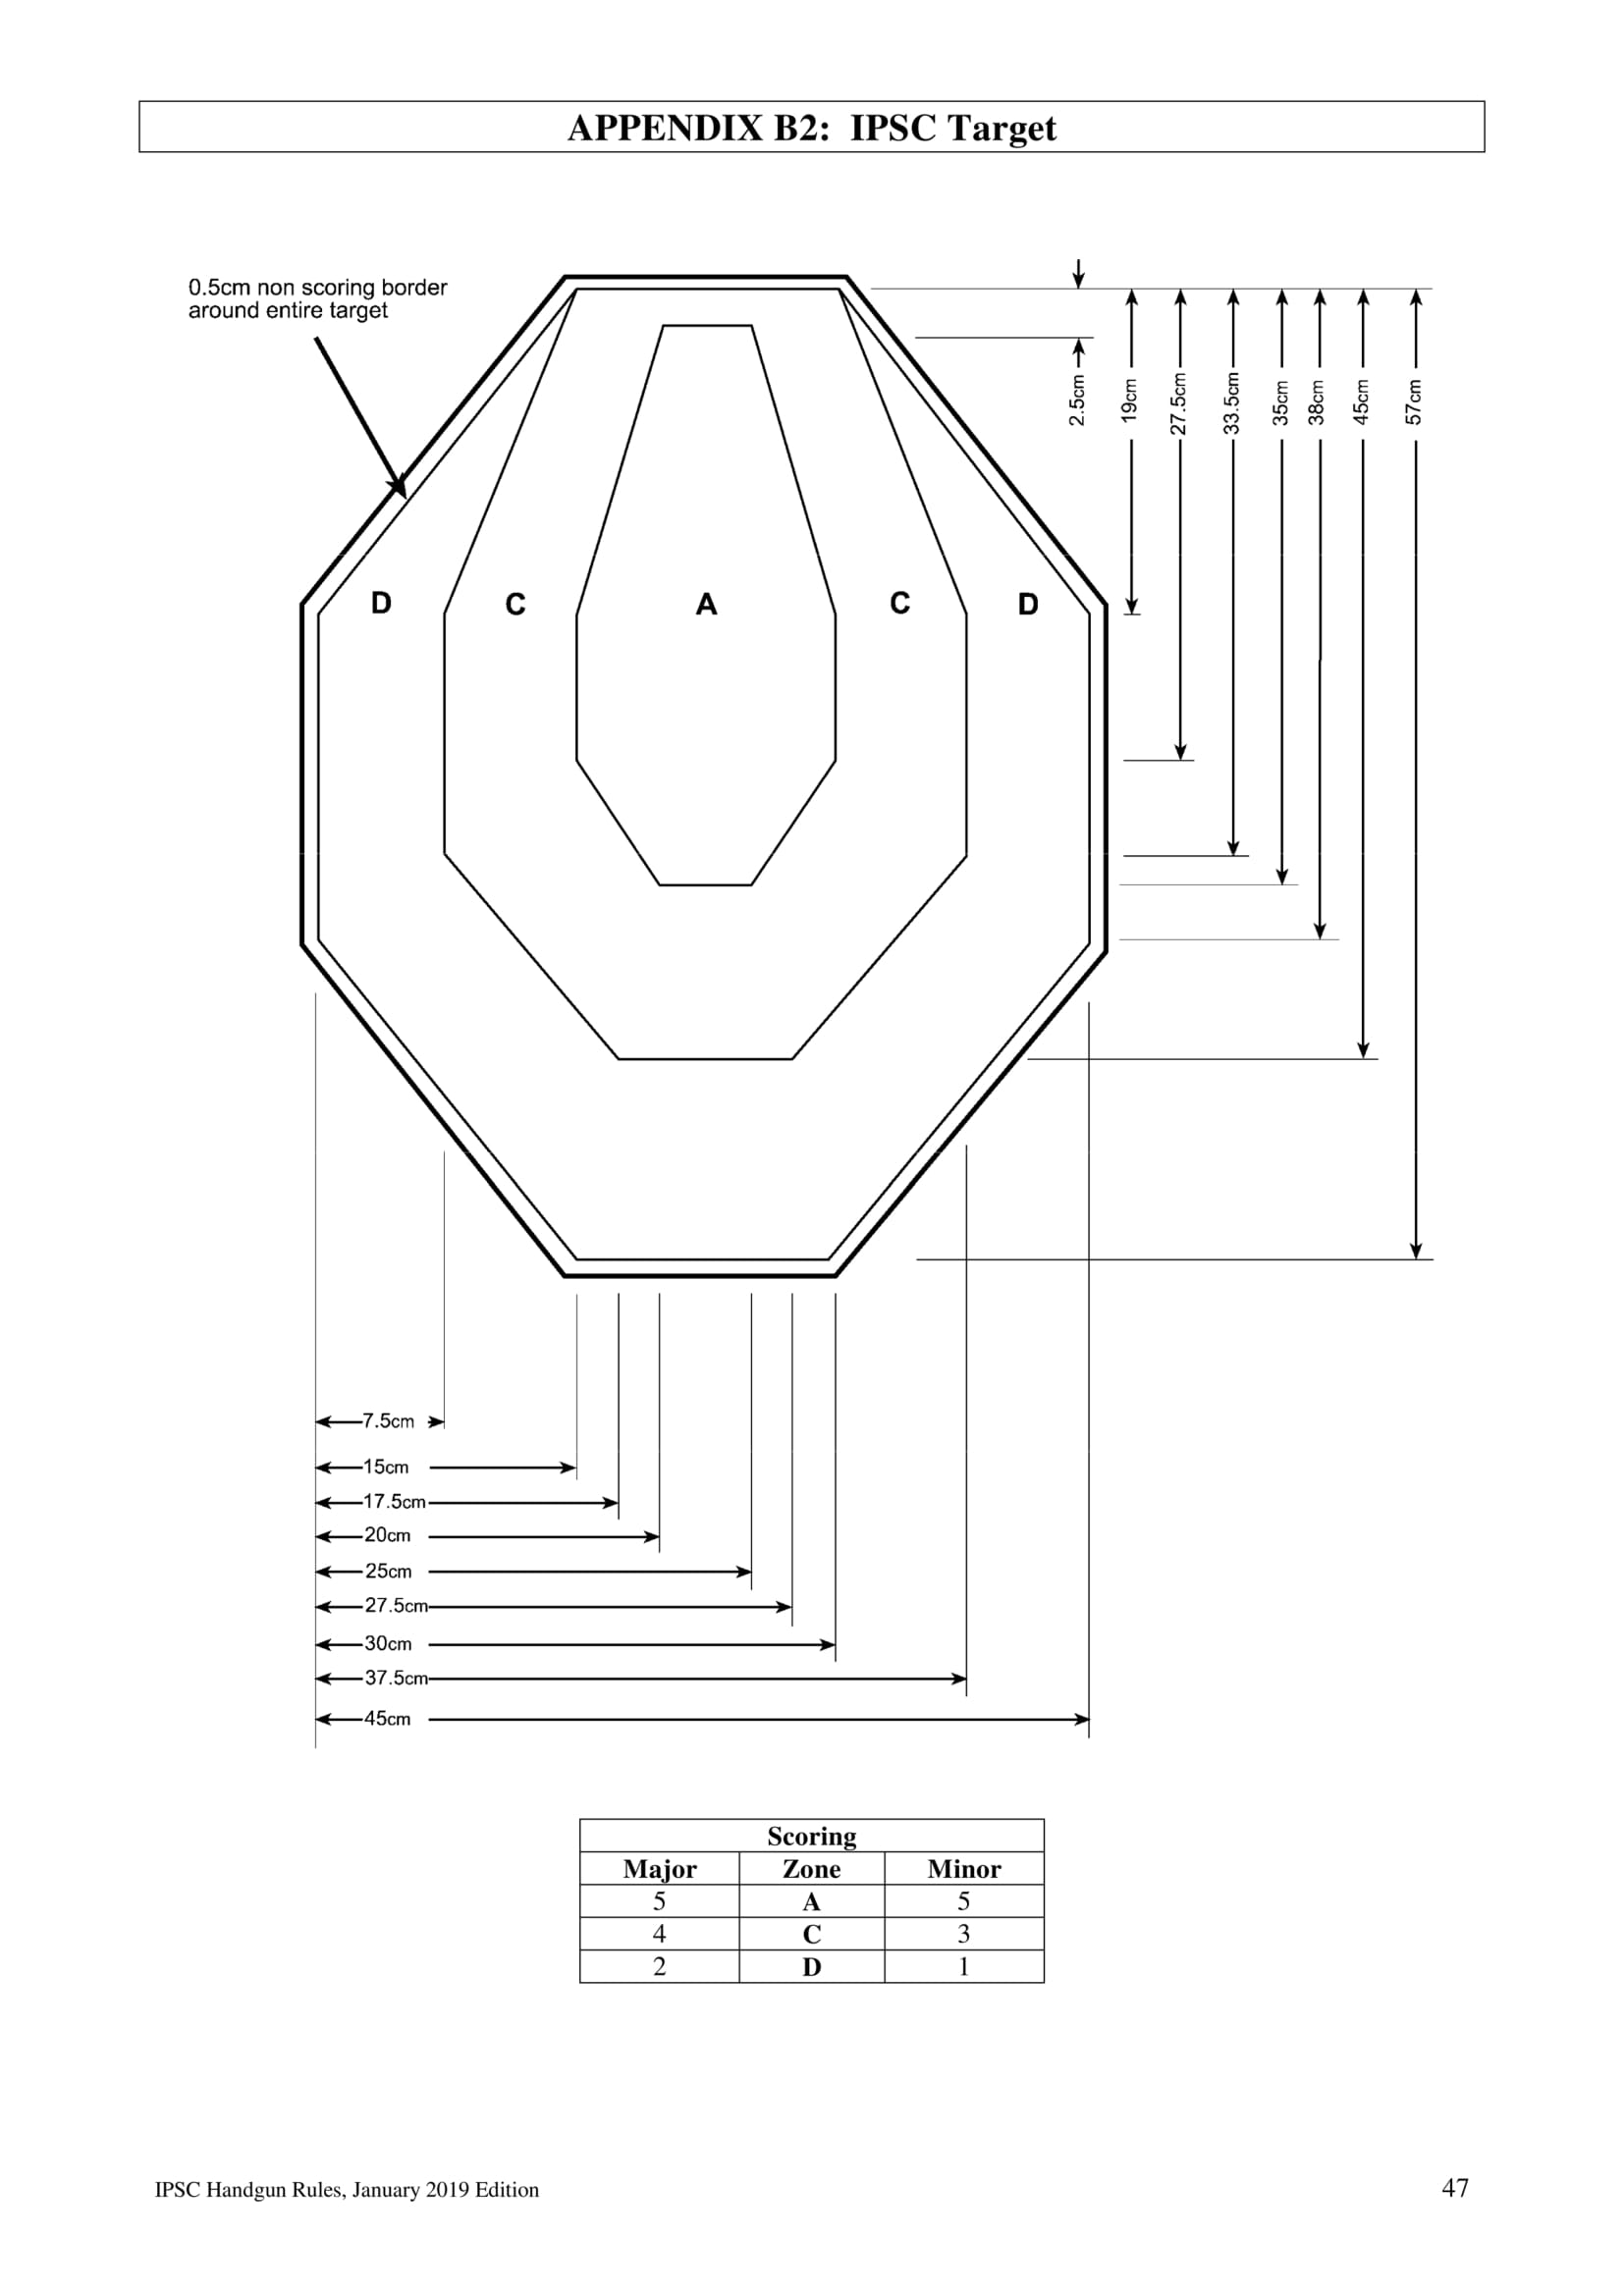 APPENDIX B2: IPSC Target
0.5cm non scoring border
around entire target
2.5cm
19cm
27.5cm
33.5cm
35cm
38cm
45cm
57cm
D C A C D
7.5cm
15cm
17.5cm
20cm
25cm
27.5cm
30cm
37.5cm
45cm
Scoring
Major Zone Minor
5 A 5
4 C 3
2 D 1
IPSC Handgun Rules, January 2019 Edition 47